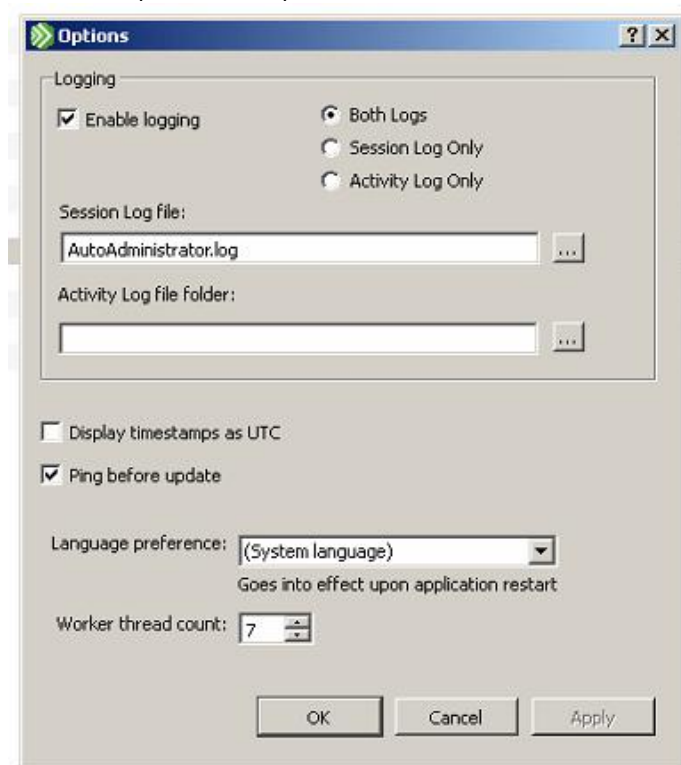 Options
Logging
Enable logging
Both Logs
Session Log Only
Activity Log Only
Session Log file:
AutoAdministrator.log
...
Activity Log file folder:
...
Display timestamps as UTC
Ping before update
Language preference: (System language)
Goes into effect upon application restart
Worker thread count: 7
OK Cancel Apply